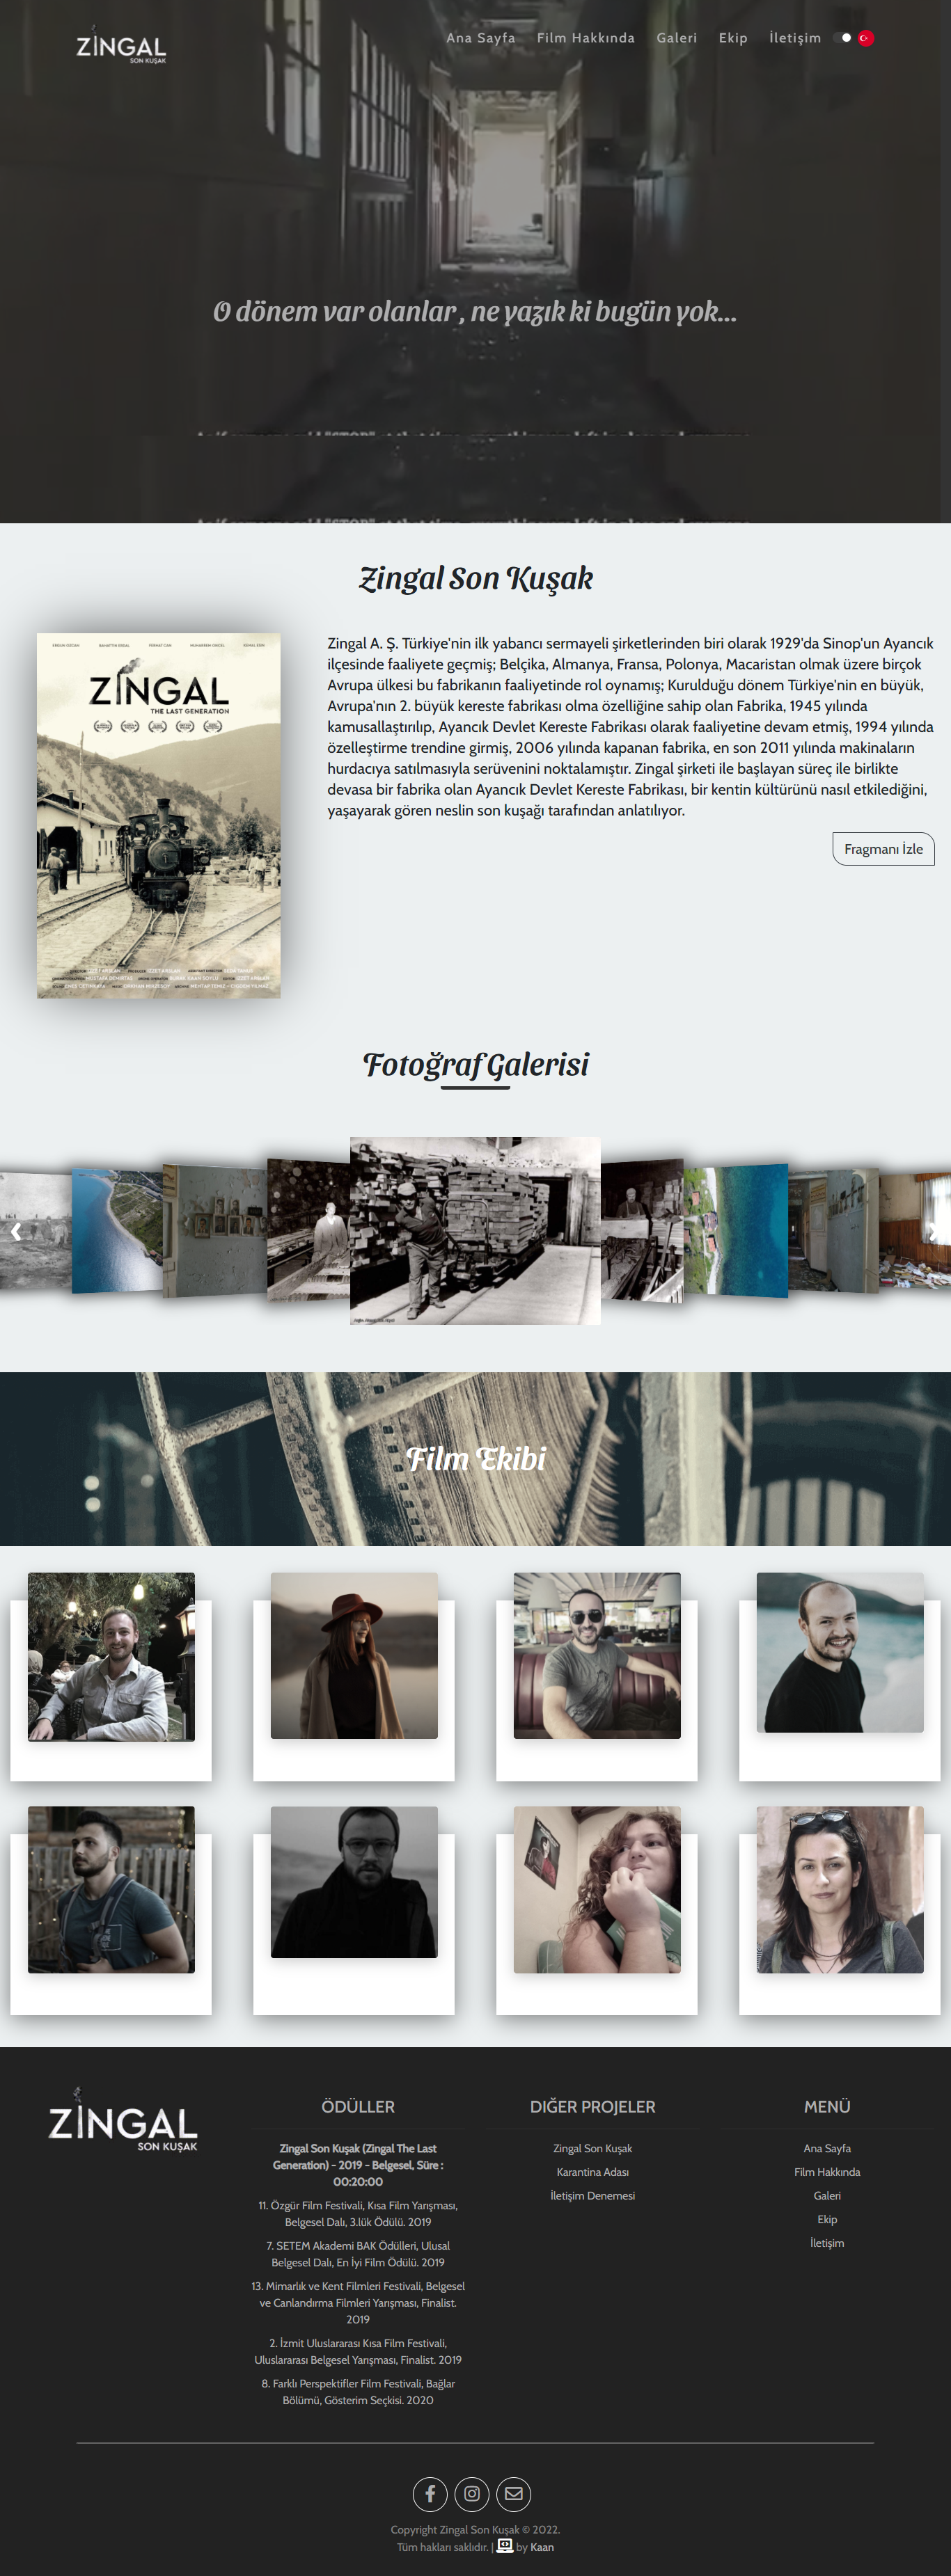 ZİNGAL
SON KUŞAK
Ana Sayfa Film Hakkında Galeri Ekip İletişim
O dönem var olanlar , ne yazık ki bugün yok...
Zingal Son Kuşak
ZİNGAL
THE LAST GENERATION
Zingal A. Ş. Türkiye'nin ilk yabancı sermayeli şirketlerinden biri olarak 1929'da Sinop'un Ayancık
ilçesinde faaliyete geçmiş; Belçika, Almanya, Fransa, Polonya, Macaristan olmak üzere birçok
Avrupa ülkesi bu fabrikanın faaliyetinde rol oynamış; Kurulduğu dönem Türkiye'nin en büyük,
Avrupa'nın 2. büyük kereste fabrikası olma özelliğine sahip olan Fabrika, 1945 yılında
kamusallaştırılıp, Ayancık Devlet Kereste Fabrikası olarak faaliyetine devam etmiş, 1994 yılında
özelleştirme trendine girmiş, 2006 yılında kapanan fabrika, en son 2011 yılında makinaların
hurdacıya satılmasıyla serüvenini noktalamıştır. Zingal şirketi ile başlayan süreç ile birlikte
devasa bir fabrika olan Ayancık Devlet Kereste Fabrikası, bir kentin kültürünü nasıl etkilediğini,
yaşayarak gören neslin son kuşağı tarafından anlatılıyor.
Fragmanı İzle
Fotoğraf Galerisi
Film Ekibi
ZİNGAL
SON KUŞAK
ÖDÜLLER
Zingal Son Kuşak (Zingal The Last
Generation) - 2019 - Belgesel, Süre :
00:20:00
11. Özgür Film Festivali, Kısa Film Yarışması,
Belgesel Dalı, 3.lük Ödülü. 2019
7. SETEM Akademi BAK Ödülleri, Ulusal
Belgesel Dalı, En İyi Film Ödülü. 2019
13. Mimarlık ve Kent Filmleri Festivali, Belgesel
ve Canlandırma Filmleri Yarışması, Finalist.
2019
2. İzmit Uluslararası Kısa Film Festivali,
Uluslararası Belgesel Yarışması, Finalist. 2019
8. Farklı Perspektifler Film Festivali, Bağlar
Bölümü, Gösterim Seçkisi. 2020
DIĞER PROJELER
Zingal Son Kuşak
Karantina Adası
İletişim Denemesi
MENÜ
Ana Sayfa
Film Hakkında
Galeri
Ekip
İletişim
Copyright Zingal Son Kuşak © 2022.
Tüm hakları saklıdır. | by Kaan